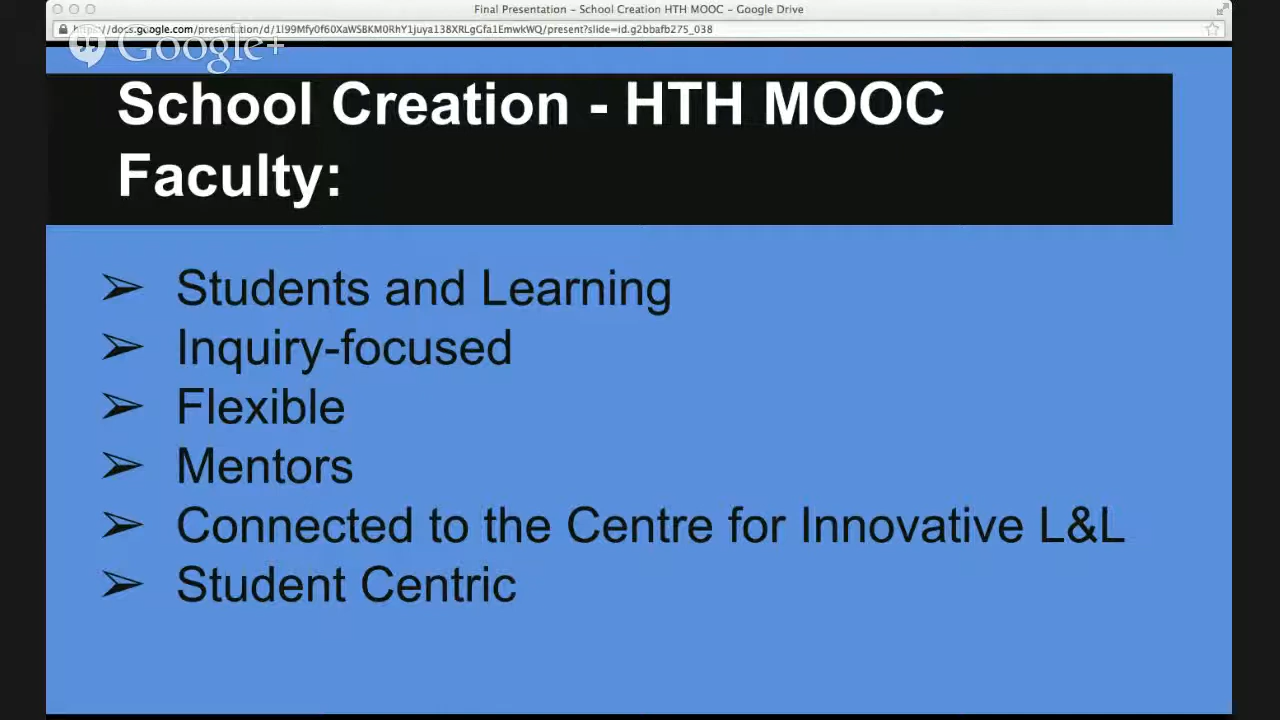 Final Presentation – School Creation HTH MOOC – Google Drive
Google+
School Creation - HTH MOOC
Faculty:
➢ Students and Learning
➢ Inquiry-focused
➢ Flexible
➢ Mentors
➢ Connected to the Centre for Innovative L&L
➢ Student Centric